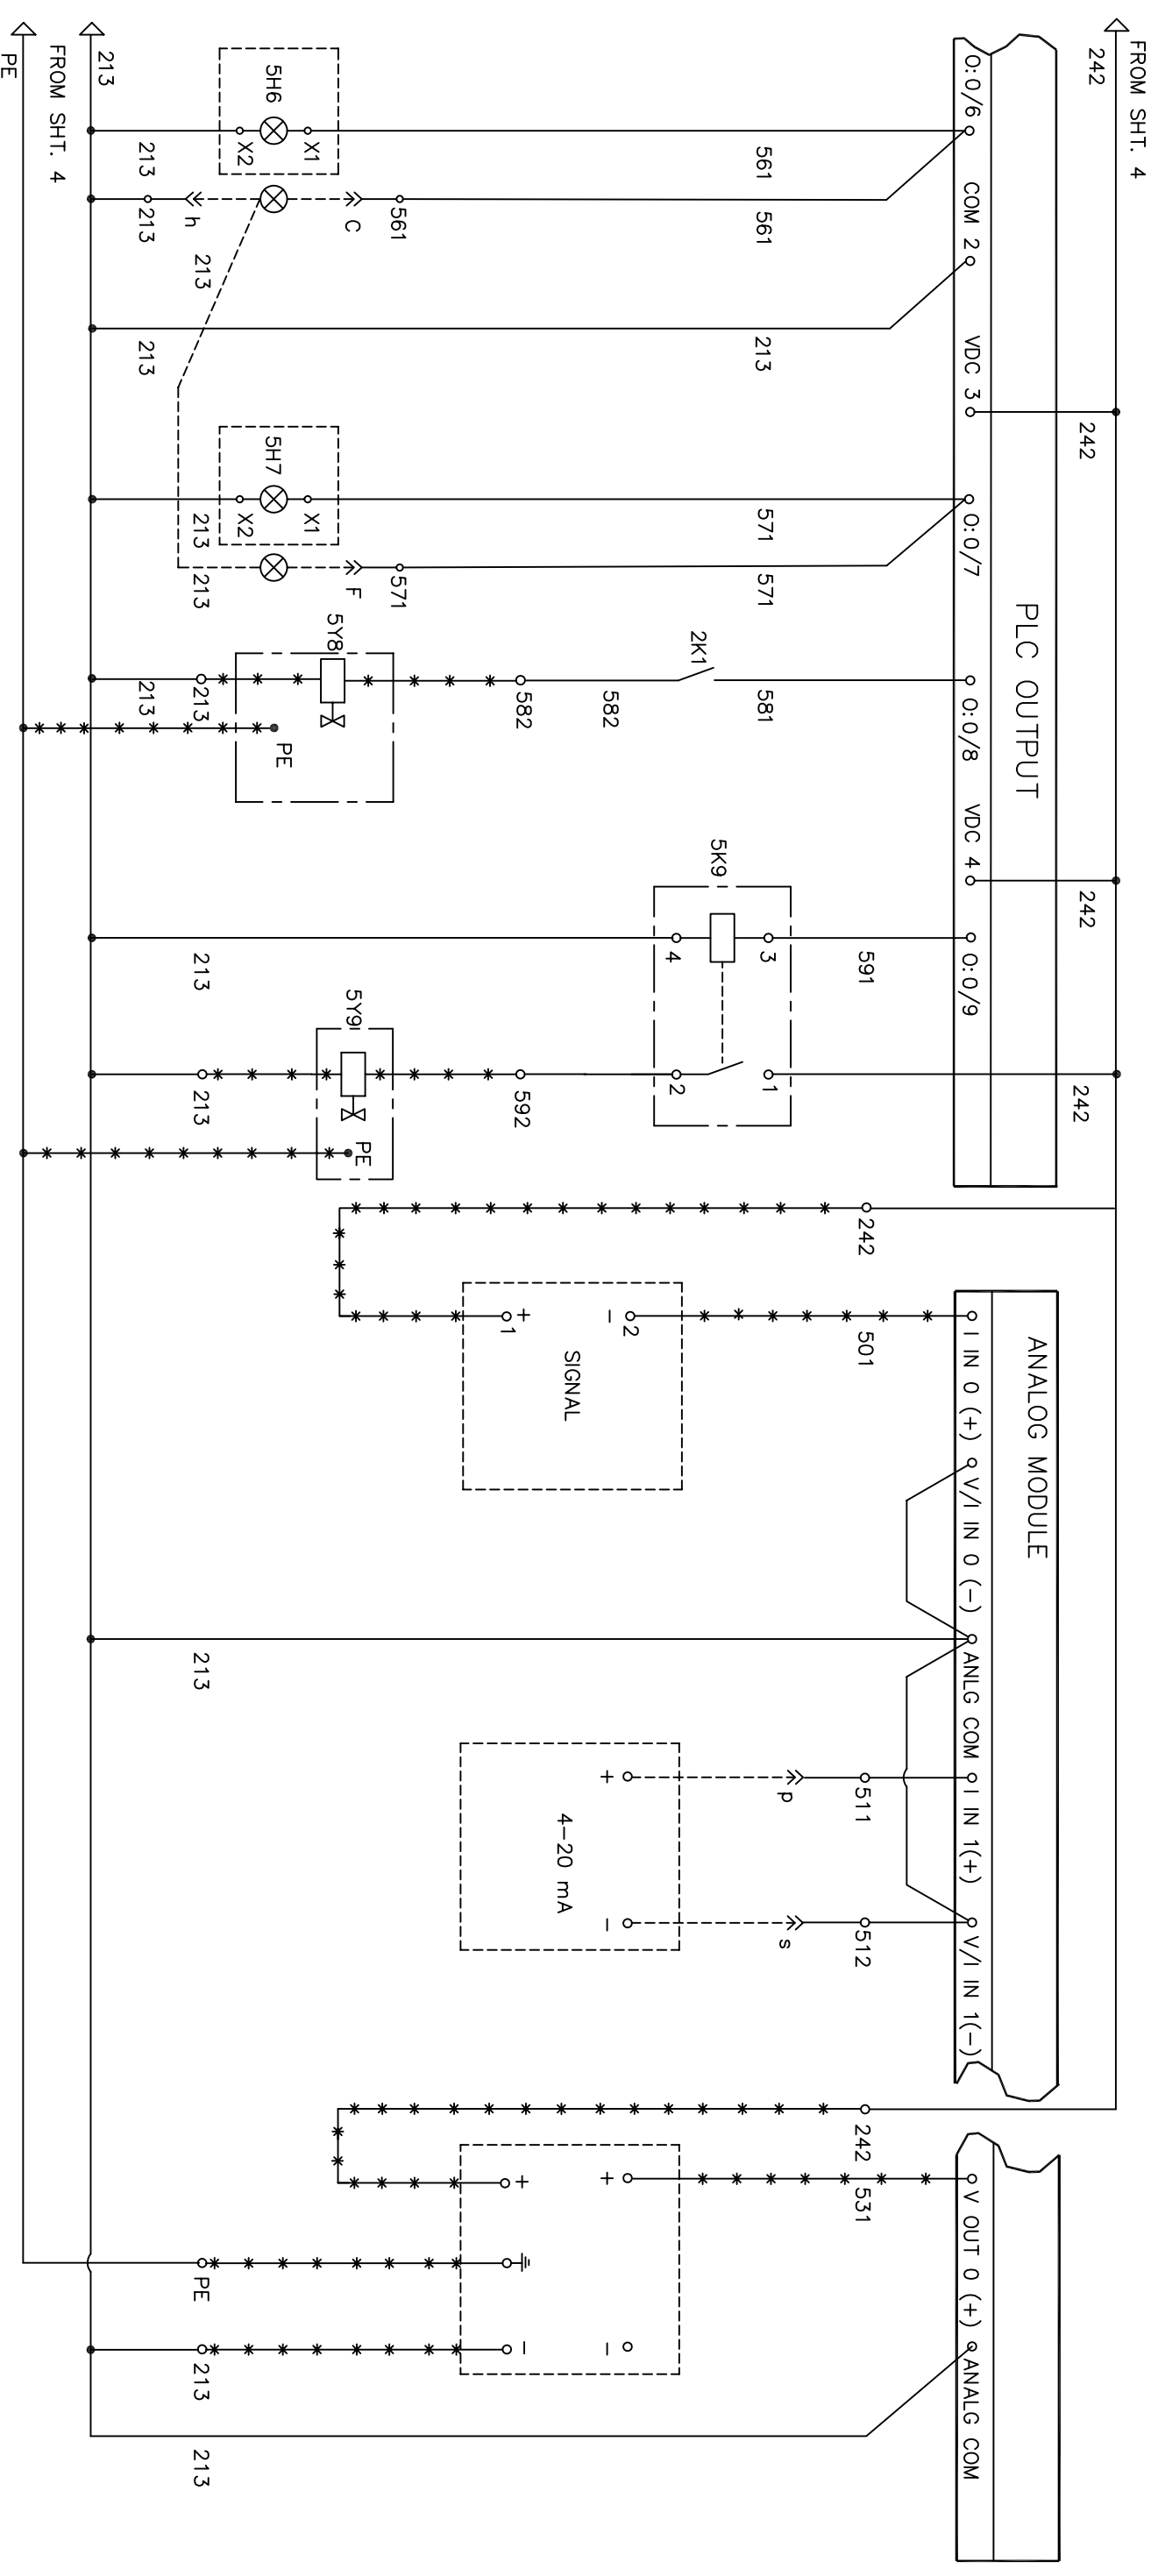 FROM SHT. 4
242
PLC OUTPUT
O:0/6
COM 2
VDC 3
O:0/7
O:0/8
VDC 4
O:0/9
242
242
242
561
561
213
571
571
581
591
2K1
582
582
5K9
3
4
1
2
561
C
571
F
5H6
X1
X2
5H7
X1
X2
h
213
213
213
213
213
213
5Y8
PE
213
213
213
5Y9
PE
592
213
213
FROM SHT. 4
PE
ANALOG MODULE
I IN 0 (+)
V/I IN 0 (-)
ANLG COM
I IN 1(+)
V/I IN 1(-)
242
501
+
1
-
2
SIGNAL
213
511
p
512
s
+
4-20 mA
-
V OUT 0 (+)
ANALG COM
242
531
+
+
-
-
PE
213
213